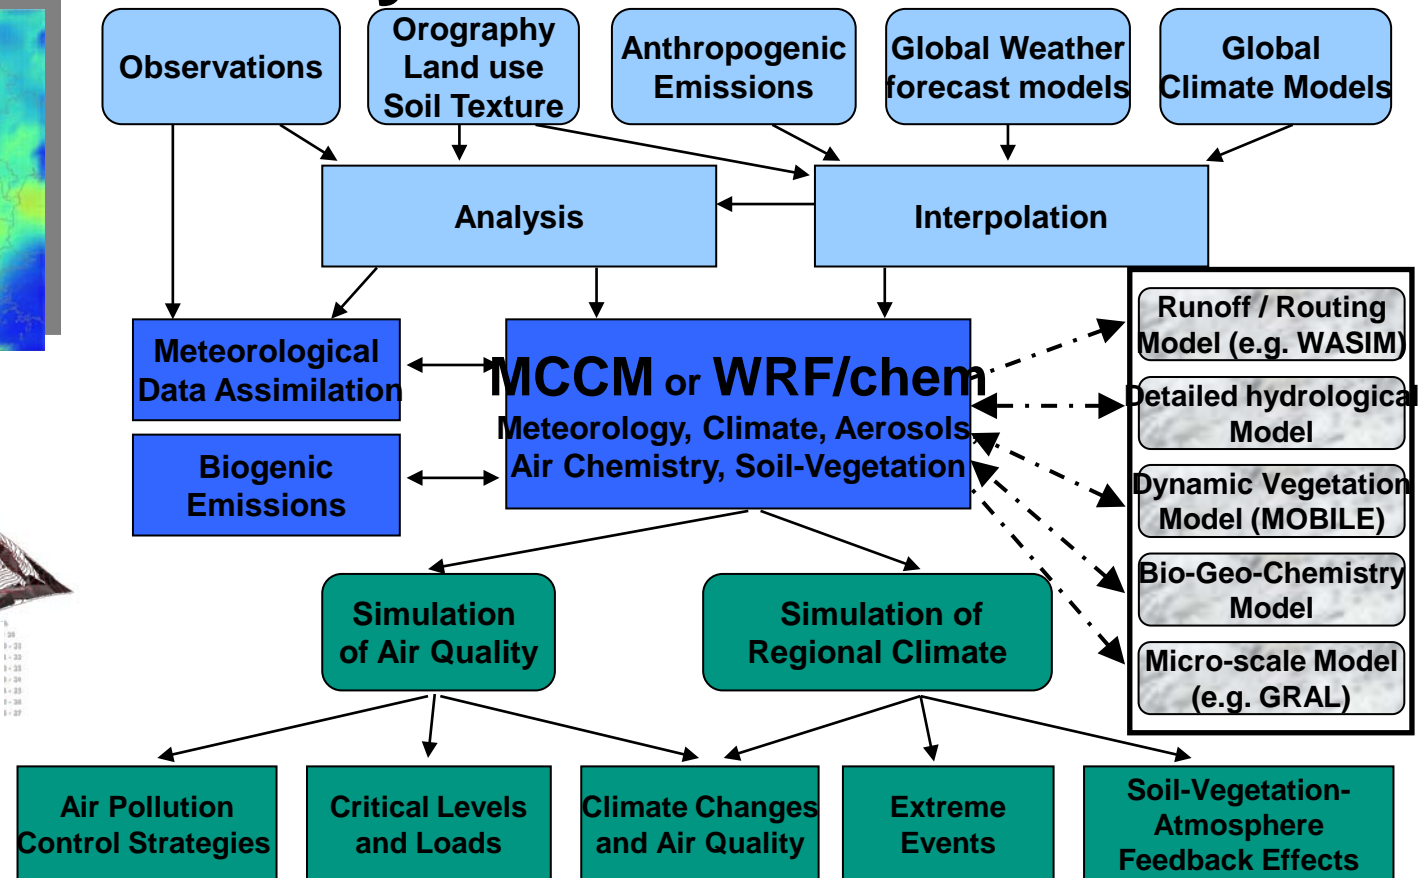 Observations
Orography
Land use
Soil Texture
Anthropogenic
Emissions
Global Weather
forecast models
Global
Climate Models
Analysis
Interpolation
Meteorological
Data Assimilation
Biogenic
Emissions
MCCM or WRF/chem
Meteorology, Climate, Aerosols
Air Chemistry, Soil-Vegetation
Runoff / Routing
Model (e.g. WASIM)
Detailed hydrological
Model
Dynamic Vegetation
Model (MOBILE)
Bio-Geo-Chemistry
Model
Micro-scale Model
(e.g. GRAL)
Simulation
of Air Quality
Simulation of
Regional Climate
Air Pollution
Control Strategies
Critical Levels
and Loads
Climate Changes
and Air Quality
Extreme
Events
Soil-Vegetation-
Atmosphere
Feedback Effects